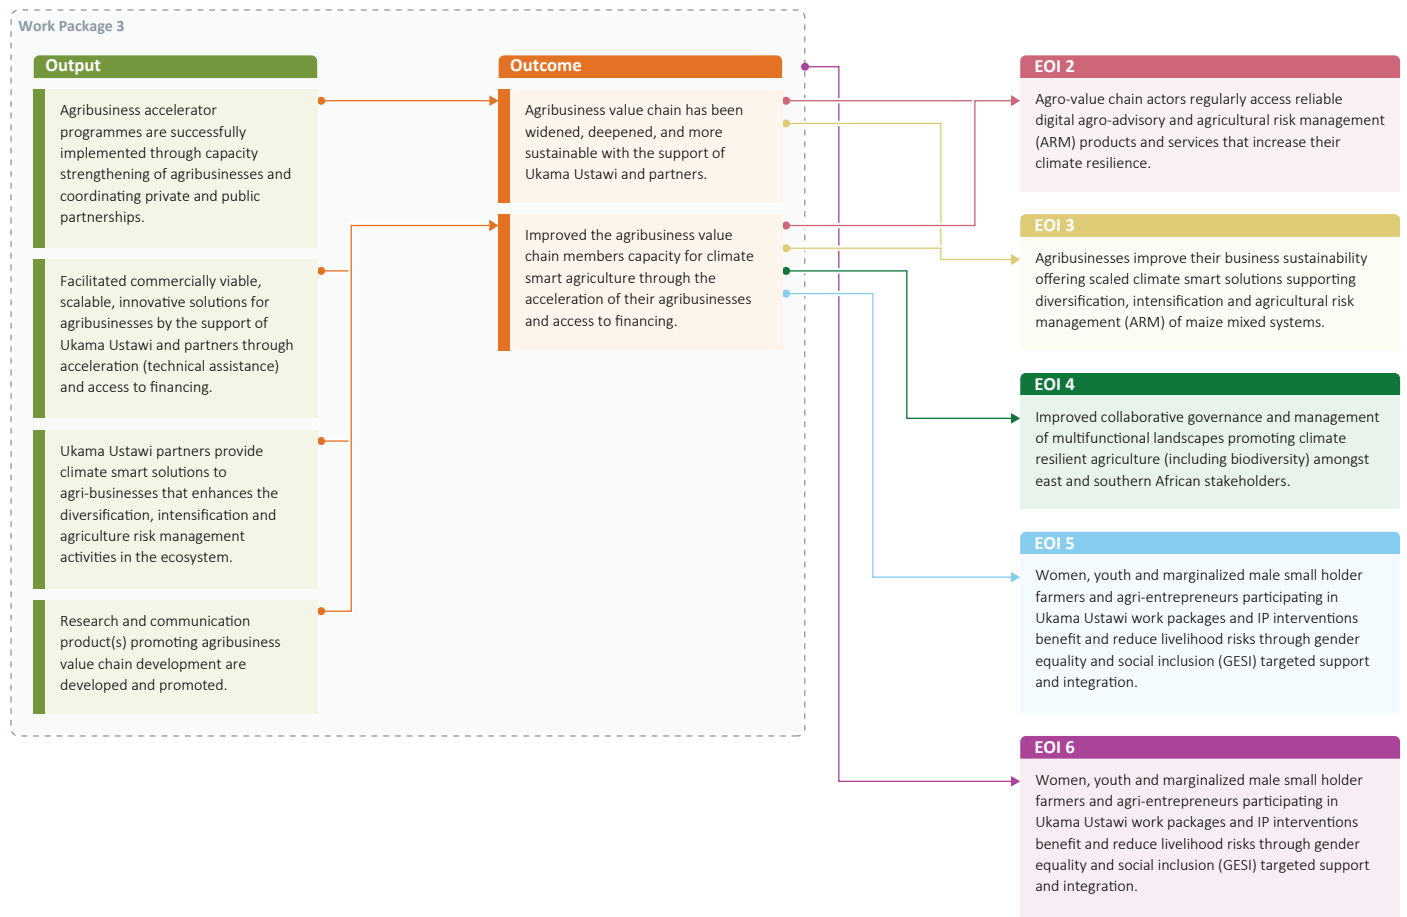 Work Package 3
Output
Agribusiness accelerator
programmes are successfully
implemented through capacity
strengthening of agribusinesses and
coordinating private and public
partnerships.
Facilitated commercially viable,
scalable, innovative solutions for
agribusinesses by the support of
Ukama Ustawi and partners through
acceleration (technical assistance)
and access to financing.
Ukama Ustawi partners provide
climate smart solutions to
agri-businesses that enhances the
diversification, intensification and
agriculture risk management
activities in the ecosystem.
Research and communication
product(s) promoting agribusiness
value chain development are
developed and promoted.
Outcome
Agribusiness value chain has been
widened, deepened, and more
sustainable with the support of
Ukama Ustawi and partners.
Improved the agribusiness value
chain members capacity for climate
smart agriculture through the
acceleration of their agribusinesses
and access to financing.
EOI 2
Agro-value chain actors regularly access reliable
digital agro-advisory and agricultural risk management
(ARM) products and services that increase their
climate resilience.
EOI 3
Agribusinesses improve their business sustainability
offering scaled climate smart solutions supporting
diversification, intensification and agricultural risk
management (ARM) of maize mixed systems.
EOI 4
Improved collaborative governance and management
of multifunctional landscapes promoting climate
resilient agriculture (including biodiversity) amongst
east and southern African stakeholders.
EOI 5
Women, youth and marginalized male small holder
farmers and agri-entrepreneurs participating in
Ukama Ustawi work packages and IP interventions
benefit and reduce livelihood risks through gender
equality and social inclusion (GESI) targeted support
and integration.
EOI 6
Women, youth and marginalized male small holder
farmers and agri-entrepreneurs participating in
Ukama Ustawi work packages and IP interventions
benefit and reduce livelihood risks through gender
equality and social inclusion (GESI) targeted support
and integration.